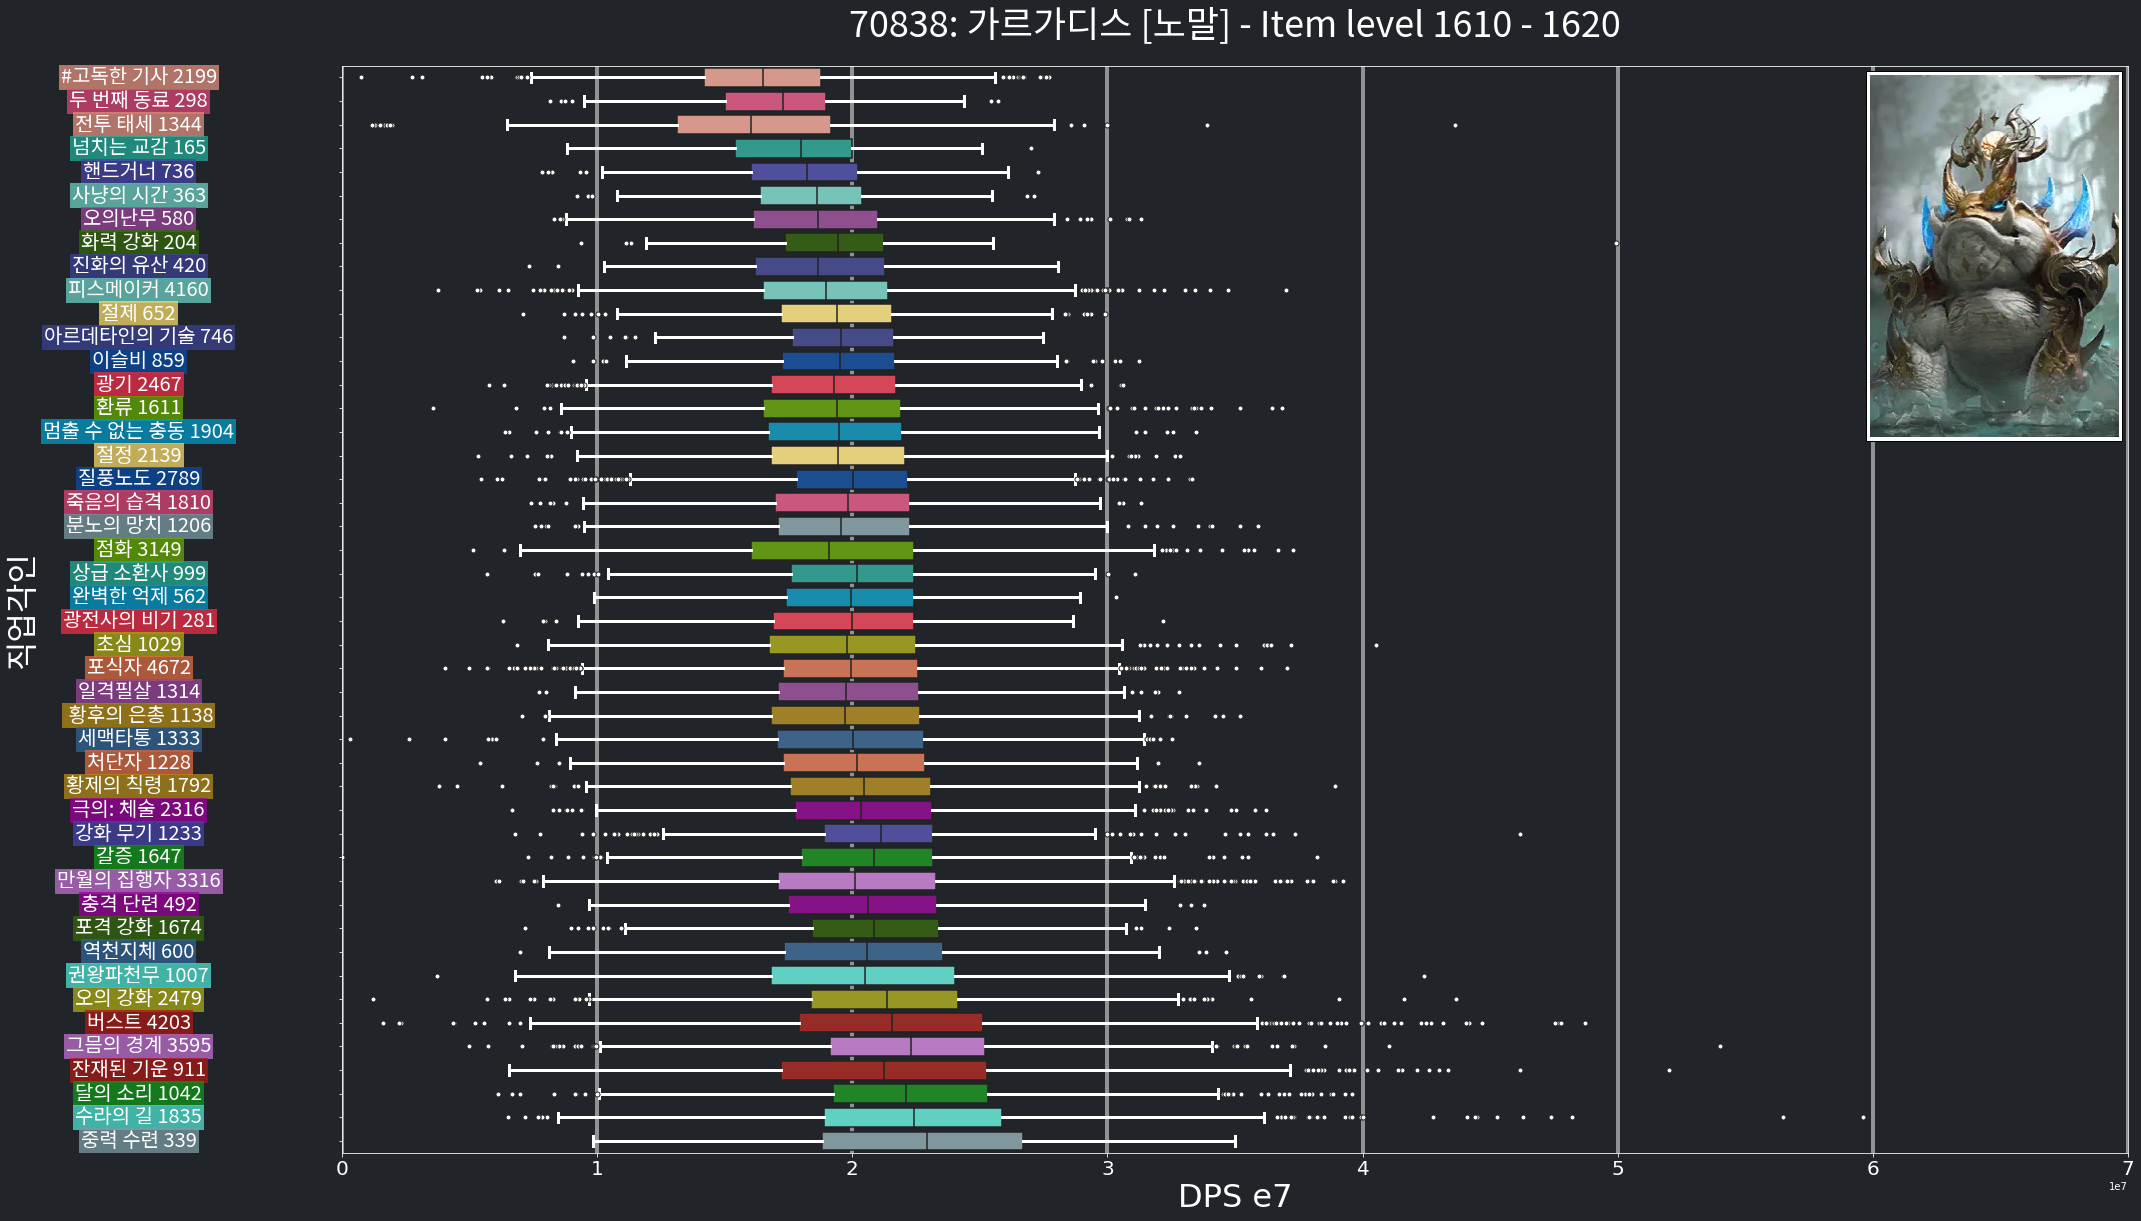 70838: 가르가디스 [노말] - Item level 1610 - 1620
#고독한 기사 2199
두 번째 동료 298
전투 태세 1344
넘치는 교감 165
핸드거너 736
사냥의 시간 363
오의난무 580
화력 강화 204
진화의 유산 420
피스메이커 4160
절제 652
아르데타인의 기술 746
이슬비 859
광기 2467
환류 1611
멈출 수 없는 충동 1904
절정 2139
질풍노도 2789
죽음의 습격 1810
분노의 망치 1206
점화 3149
상급 소환사 999
완벽한 억제 562
광전사의 비기 281
초심 1029
포식자 4672
일격필살 1314
황후의 은총 1138
세맥타통 1333
처단자 1228
황제의 칙령 1792
극의: 체술 2316
강화 무기 1233
갈증 1647
만월의 집행자 3316
충격 단련 492
포격 강화 1674
역천지체 600
권왕파천무 1007
오의 강화 2479
버스트 4203
그믐의 경계 3595
잔재된 기운 911
달의 소리 1042
수라의 길 1835
중력 수련 339
직업각인
0 1 2 3 4 5 6 7
DPS e7
1e7